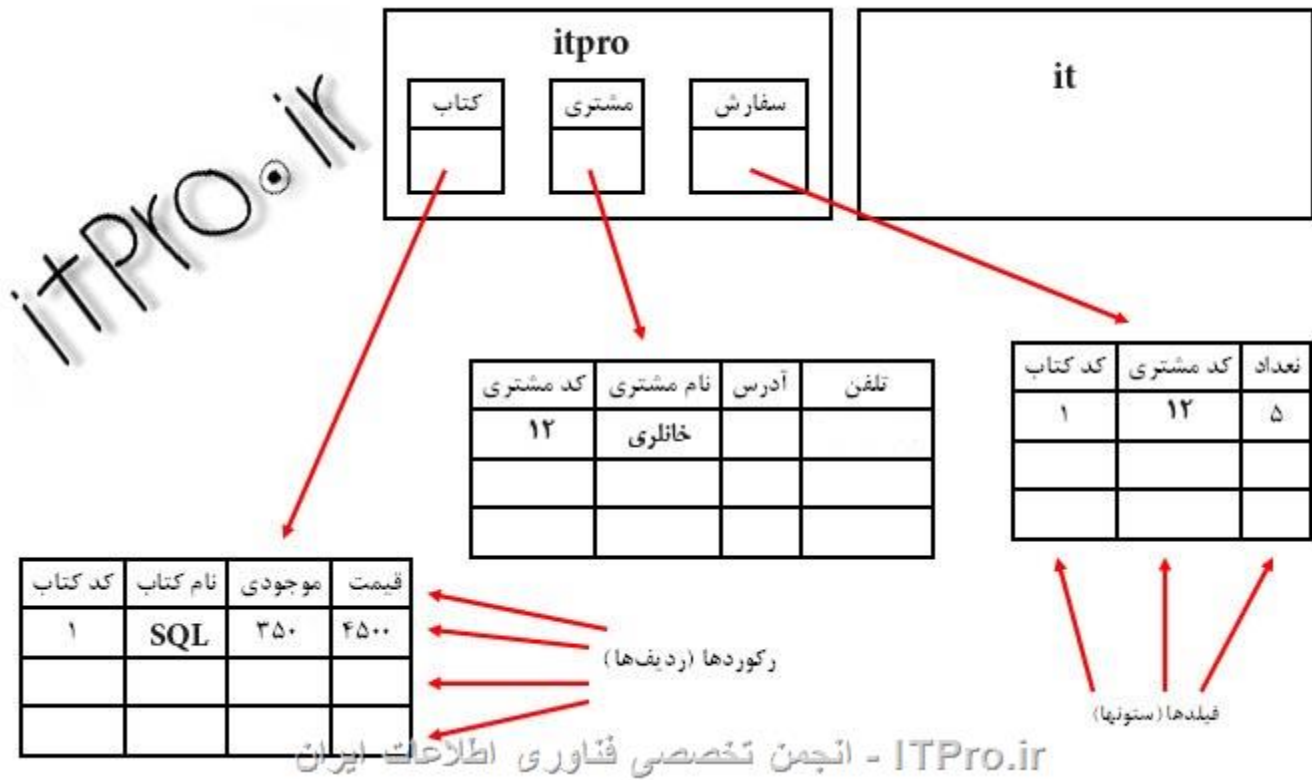 itpro
it
کتاب
مشتری
سفارش
itPro.ir
کد مشتری نام مشتری آدرس تلفن
۱۲ خانلری
کد کتاب کد مشتری تعداد
۱ ۱۲ ۵
کد کتاب نام کتاب موجودی قیمت
۱ SQL ۳۵۰ ۴۵۰۰
رکوردها (ردیف‌ها)
فیلدها (ستونها)
ITPro.ir - انجمن تخصصی فناوری اطلاعات ایران